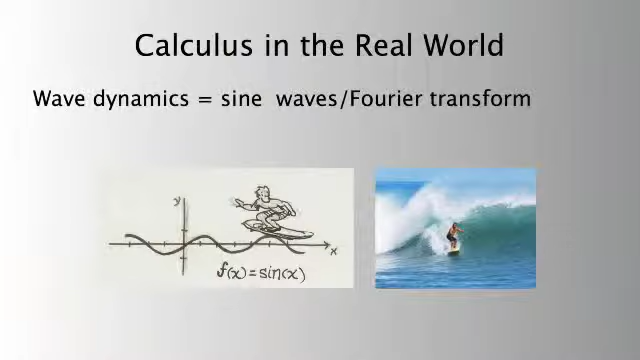 Calculus in the Real World
Wave dynamics = sine waves/Fourier transform
y
x
f(x)=sin(x)